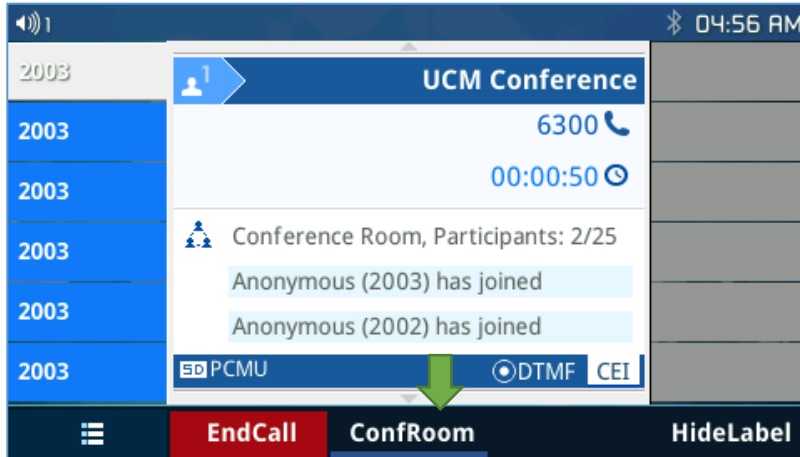 1
04:56 AM
2003
2003
2003
2003
2003
2003
1
UCM Conference
6300
00:00:50
Conference Room, Participants: 2/25
Anonymous (2003) has joined
Anonymous (2002) has joined
SD PCMU
DTMF CEI
EndCall ConfRoom HideLabel